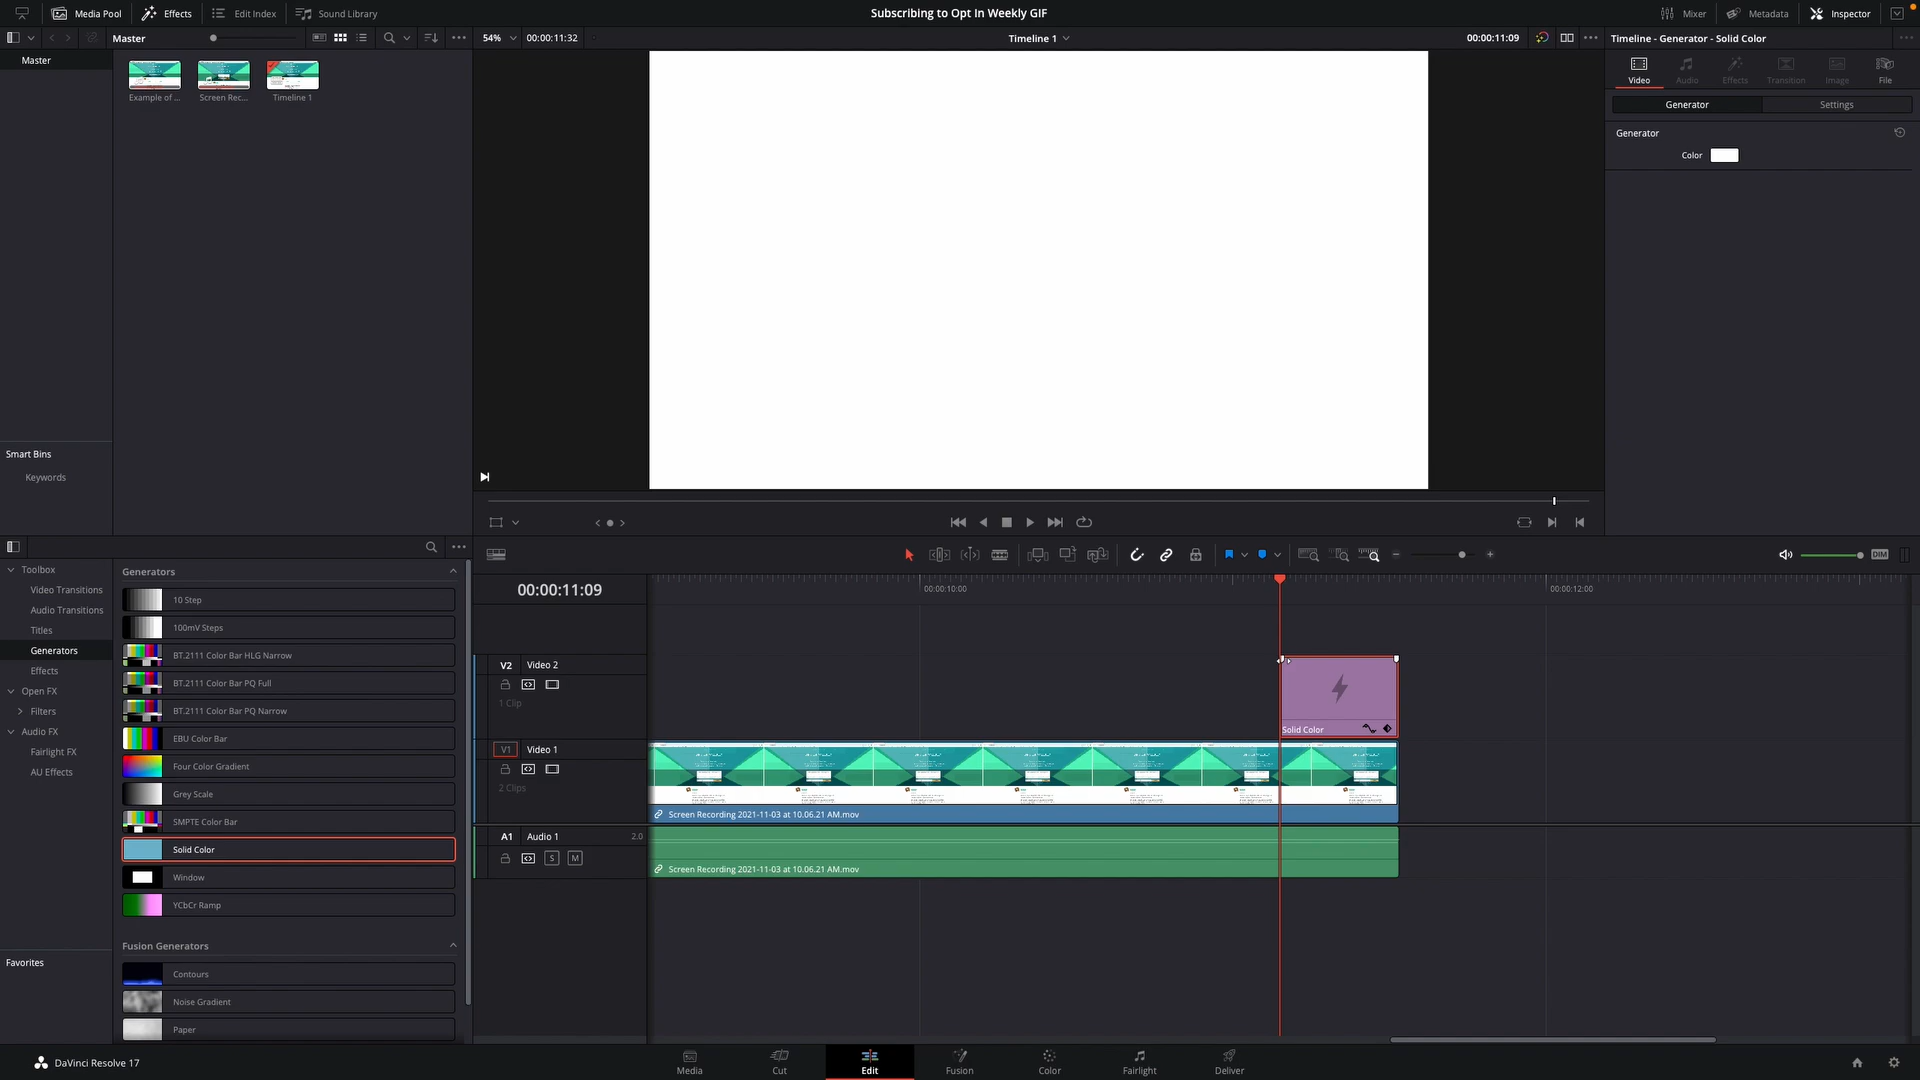 Media Pool Effects Edit Index Sound Library Subscribing to Opt In Weekly GIF Mixer Metadata Inspector
Master 54% 00:00:11:32 Timeline 1 00:00:11:09 Timeline - Generator - Solid Color
Master
Example of ... Screen Rec... Timeline 1
Video Audio Effects Transition Image File
Generator Settings
Generator
Color
Smart Bins
Keywords
Toolbox
Video Transitions
Audio Transitions
Titles
Generators
Effects
Open FX
Filters
Audio FX
Fairlight FX
AU Effects
Favorites
Generators
10 Step
100mV Steps
BT.2111 Color Bar HLG Narrow
BT.2111 Color Bar PQ Full
BT.2111 Color Bar PQ Narrow
EBU Color Bar
Four Color Gradient
Grey Scale
SMPTE Color Bar
Solid Color
Window
YCbCr Ramp
Fusion Generators
Contours
Noise Gradient
Paper
DIM
00:00:11:09 00:00:10:00 00:00:12:00
V2 Video 2
1 Clip
Solid Color
V1 Video 1
2 Clips
Screen Recording 2021-11-03 at 10.06.21 AM.mov
A1 Audio 1 2.0
S M
Screen Recording 2021-11-03 at 10.06.21 AM.mov
DaVinci Resolve 17 Media Cut Edit Fusion Color Fairlight Deliver